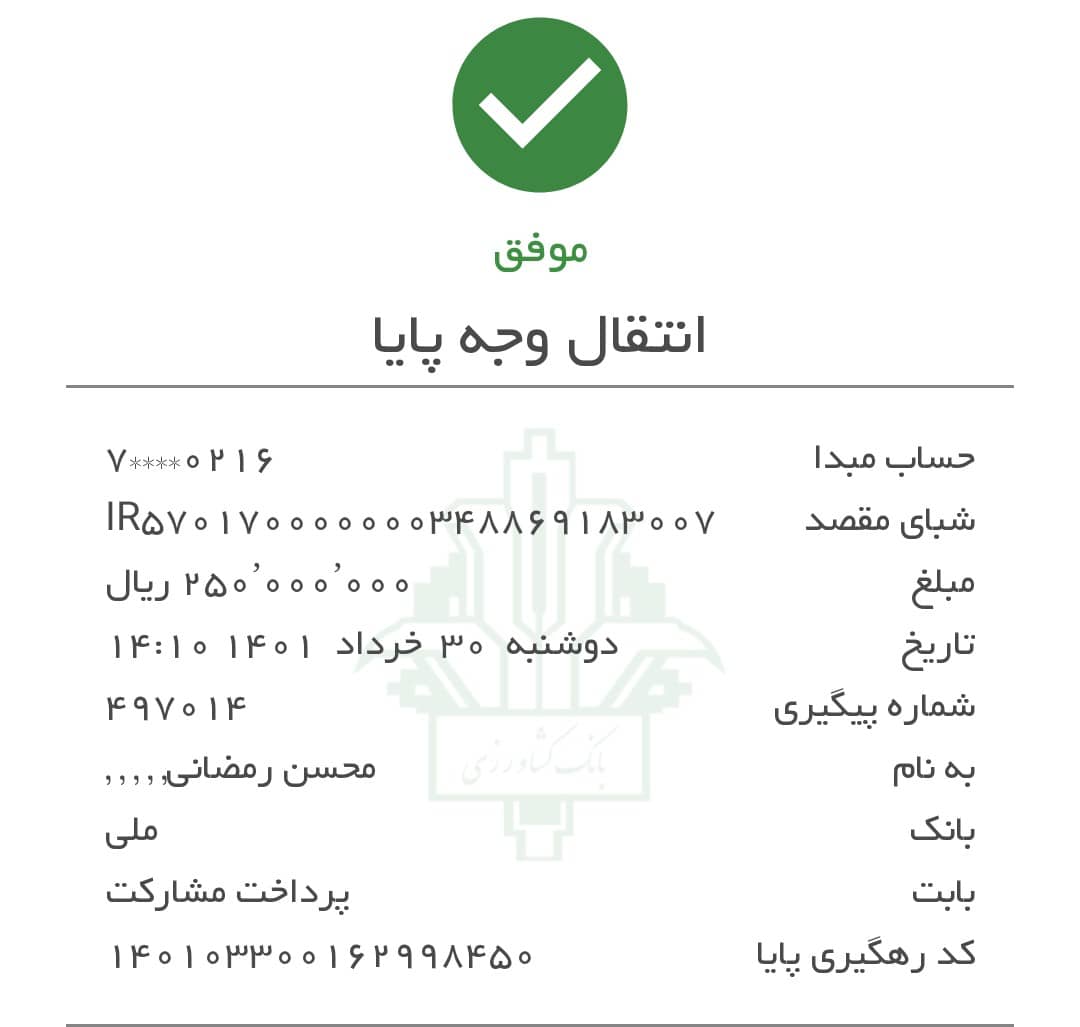 موفق
انتقال وجه پایا
حساب مبدا ۷****۰۲۱۶
شبای مقصد IR۵۷۰۱۷۰۰۰۰۰۰۰۳۴۸۸۶۹۱۸۳۰۰۷
مبلغ ۲۵۰٬۰۰۰٬۰۰۰ ریال
تاریخ دوشنبه ۳۰ خرداد ۱۴۰۱ ۱۴:۱۰
شماره پیگیری ۴۹۷۰۱۴
به نام محسن رمضانی,,,,,
بانک ملی
بانک کشاورزی
بابت پرداخت مشارکت
کد رهگیری پایا ۱۴۰۱۰۳۳۰۰۱۶۲۹۹۸۴۵۰